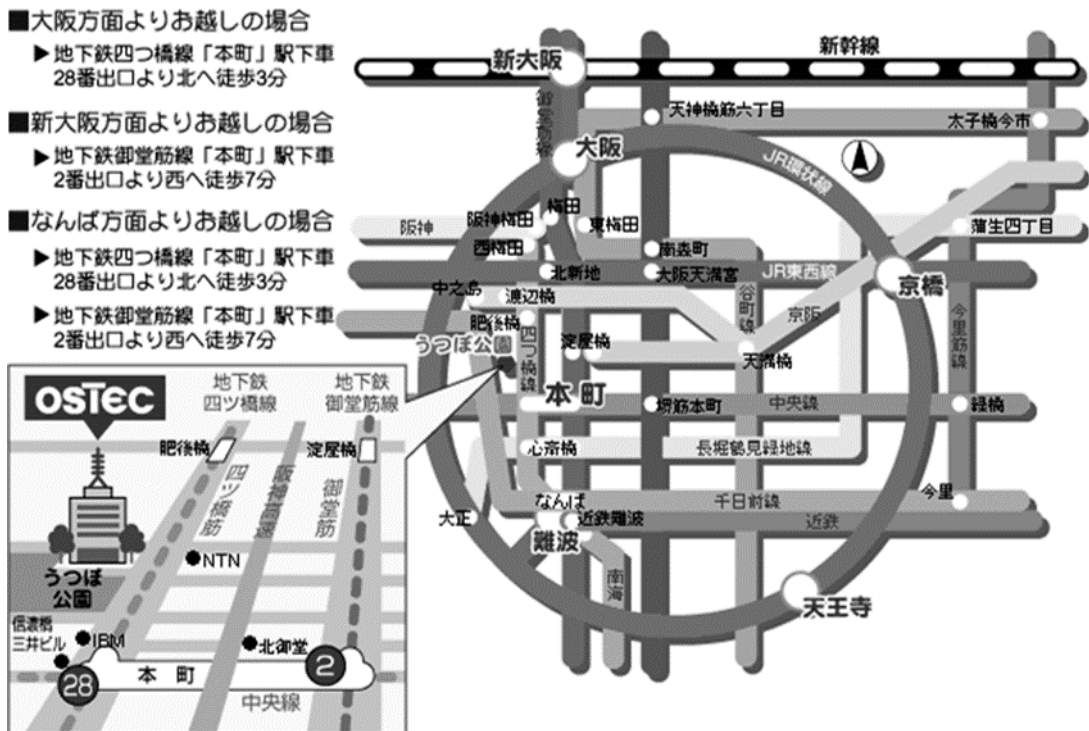 ■大阪方面よりお越しの場合
▶地下鉄四つ橋線「本町」駅下車
28番出口より北へ徒歩3分
■新大阪方面よりお越しの場合
▶地下鉄御堂筋線「本町」駅下車
2番出口より西へ徒歩7分
■なんば方面よりお越しの場合
▶地下鉄四つ橋線「本町」駅下車
28番出口より北へ徒歩3分
▶地下鉄御堂筋線「本町」駅下車
2番出口より西へ徒歩7分
新幹線
新大阪
御堂筋線
天神橋筋六丁目
太子橋今市
大阪
JR環状線
阪神
阪神梅田
梅田
東梅田
蒲生四丁目
西梅田
南森町
北新地
大阪天満宮
JR東西線
京橋
中之島
渡辺橋
谷町線
京阪
今里筋線
肥後橋
四つ橋線
うつぼ公園
淀屋橋
天満橋
本町
堺筋本町
中央線
緑橋
心斎橋
長堀鶴見緑地線
なんば
千日前線
今里
大正
近鉄難波
近鉄
難波
南海
天王寺
OSTEC
地下鉄
四ツ橋線
地下鉄
御堂筋線
肥後橋
淀屋橋
四ツ橋筋
阪神高速
御堂筋
NTN
うつぼ
公園
信濃橋
三井ビル
IBM
北御堂
28
本町
2
中央線